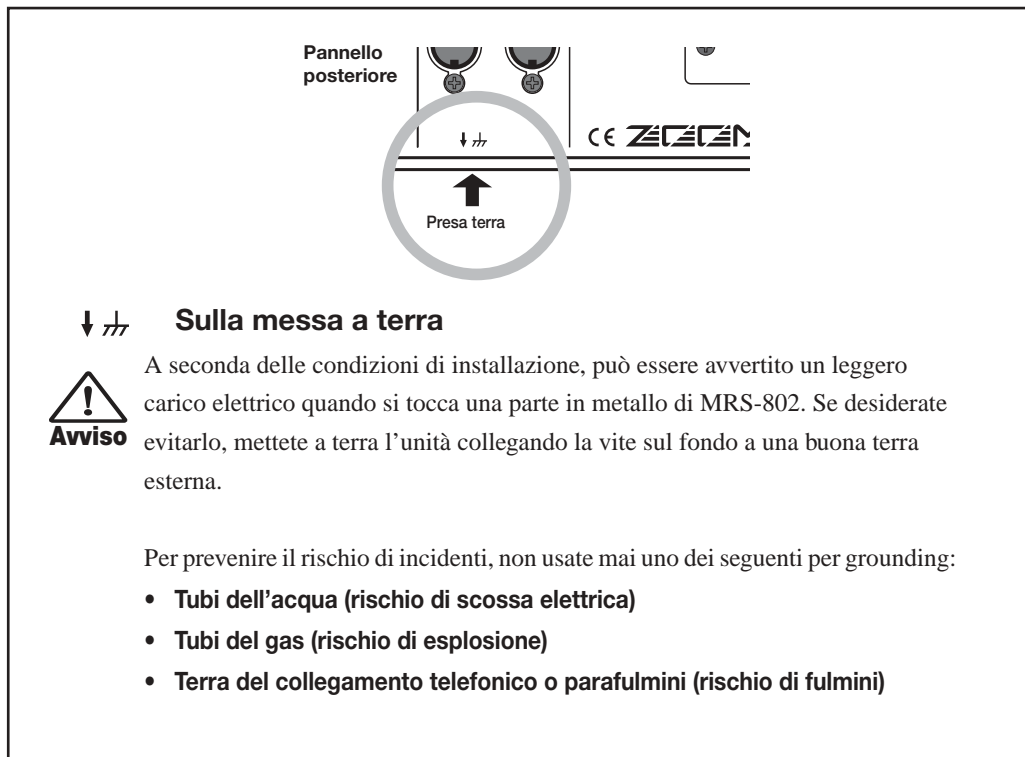 Pannello
posteriore
CE ZOOM
Presa terra
Sulla messa a terra
A seconda delle condizioni di installazione, può essere avvertito un leggero
carico elettrico quando si tocca una parte in metallo di MRS-802. Se desiderate
Avviso
evitarlo, mettete a terra l’unità collegando la vite sul fondo a una buona terra
esterna.
Per prevenire il rischio di incidenti, non usate mai uno dei seguenti per grounding:
• Tubi dell’acqua (rischio di scossa elettrica)
• Tubi del gas (rischio di esplosione)
• Terra del collegamento telefonico o parafulmini (rischio di fulmini)